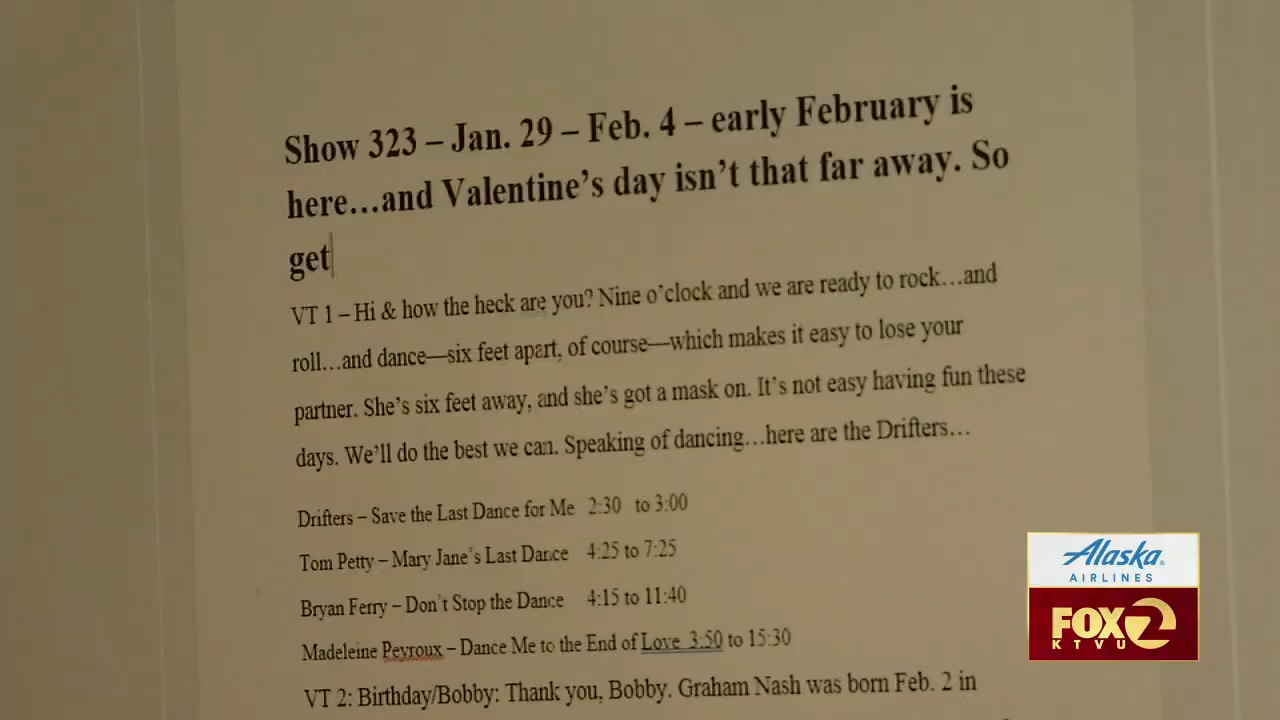 Show 323 – Jan. 29 – Feb. 4 – early February is
here…and Valentine’s day isn’t that far away. So
get
VT 1 – Hi & how the heck are you? Nine o’clock and we are ready to rock…and
roll…and dance—six feet apart, of course—which makes it easy to lose your
partner. She’s six feet away, and she’s got a mask on. It’s not easy having fun these
days. We’ll do the best we can. Speaking of dancing…here are the Drifters…
Drifters – Save the Last Dance for Me 2:30 to 3:00
Tom Petty – Mary Jane’s Last Dance 4:25 to 7:25
Bryan Ferry – Don’t Stop the Dance 4:15 to 11:40
Madeleine Peyroux – Dance Me to the End of Love 3:50 to 15:30
VT 2: Birthday/Bobby: Thank you, Bobby. Graham Nash was born Feb. 2 in
Alaska
AIRLINES
FOX 2
KTVU